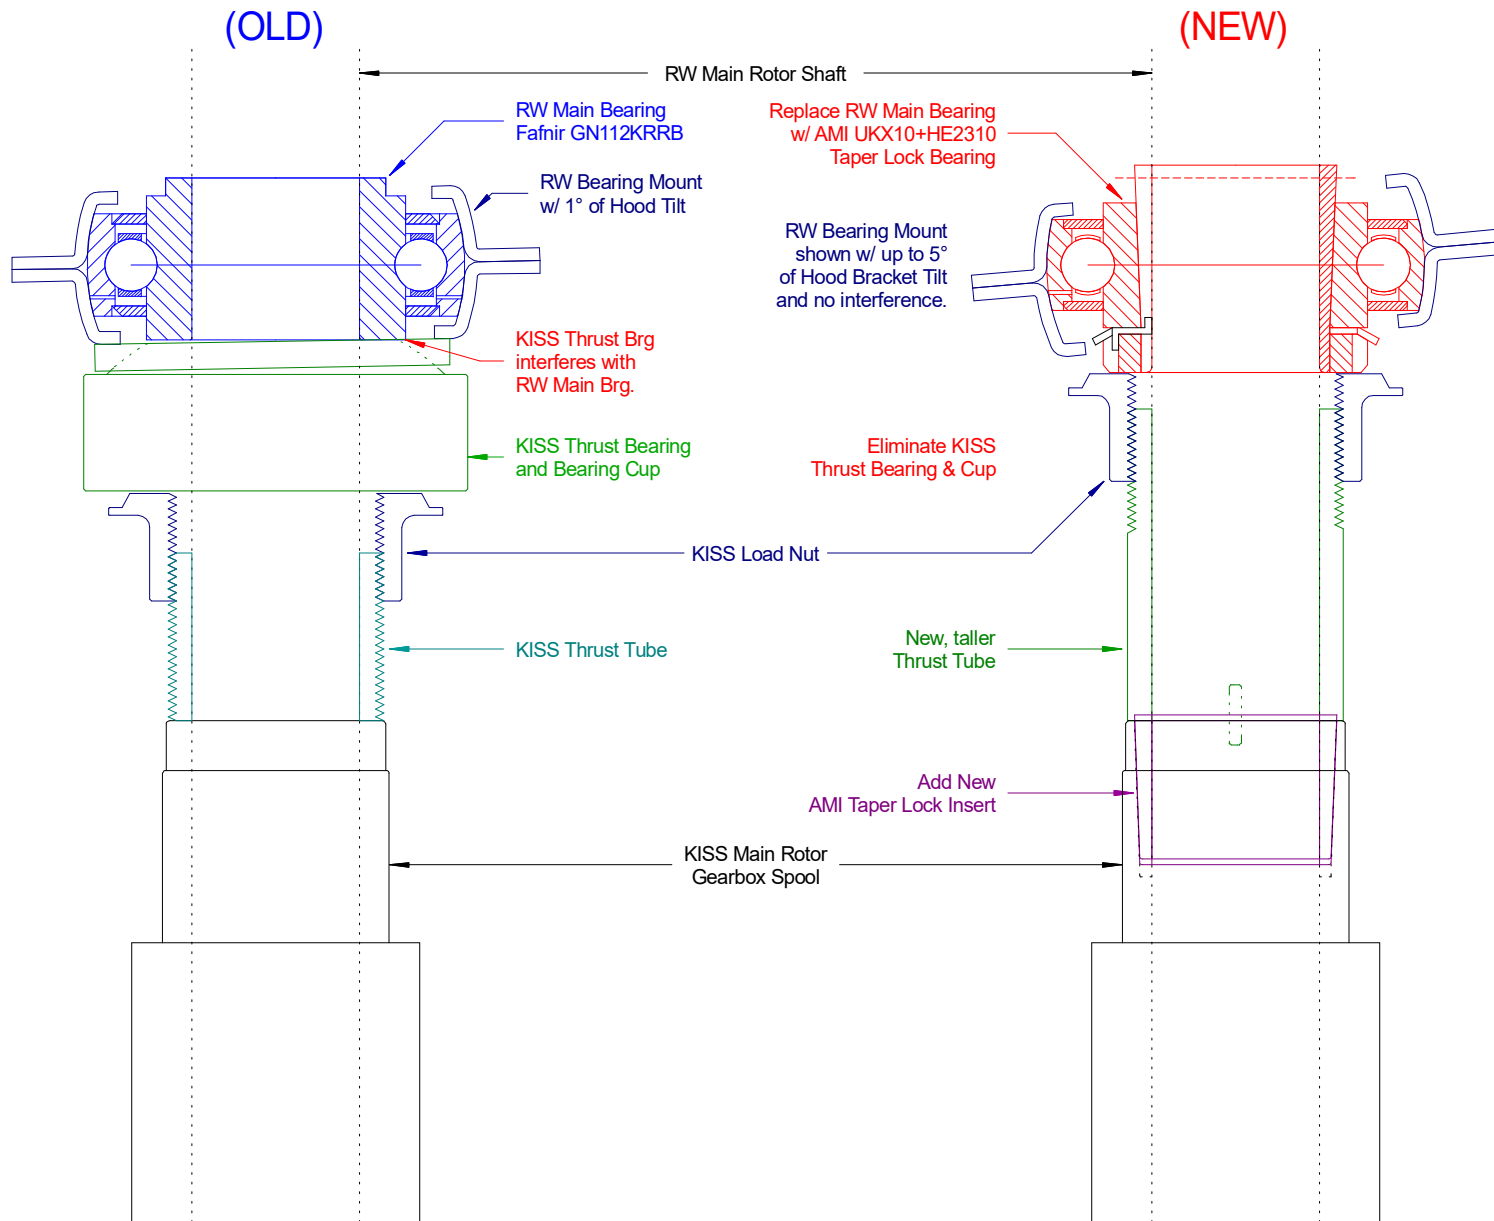 (OLD)
(NEW)
RW Main Rotor Shaft
RW Main Bearing
Fafnir GN112KRRB
Replace RW Main Bearing
w/ AMI UKX10+HE2310
Taper Lock Bearing
RW Bearing Mount
w/ 1° of Hood Tilt
RW Bearing Mount
shown w/ up to 5°
of Hood Bracket Tilt
and no interference.
KISS Thrust Brg
interferes with
RW Main Brg.
KISS Thrust Bearing
and Bearing Cup
Eliminate KISS
Thrust Bearing & Cup
KISS Load Nut
KISS Thrust Tube
New, taller
Thrust Tube
Add New
AMI Taper Lock Insert
KISS Main Rotor
Gearbox Spool